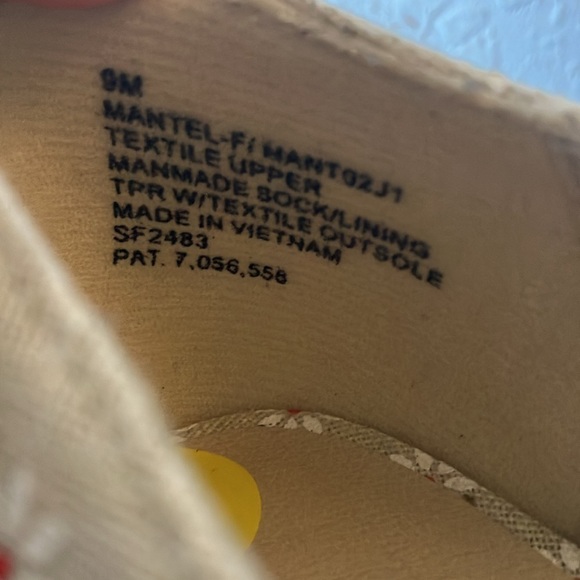 9M
MANTEL-F/ MANT02J1
TEXTILE UPPER
MANMADE SOCK/LINING
TPR W/TEXTILE OUTSOLE
MADE IN VIETNAM
SF2483
PAT. 7,056,558